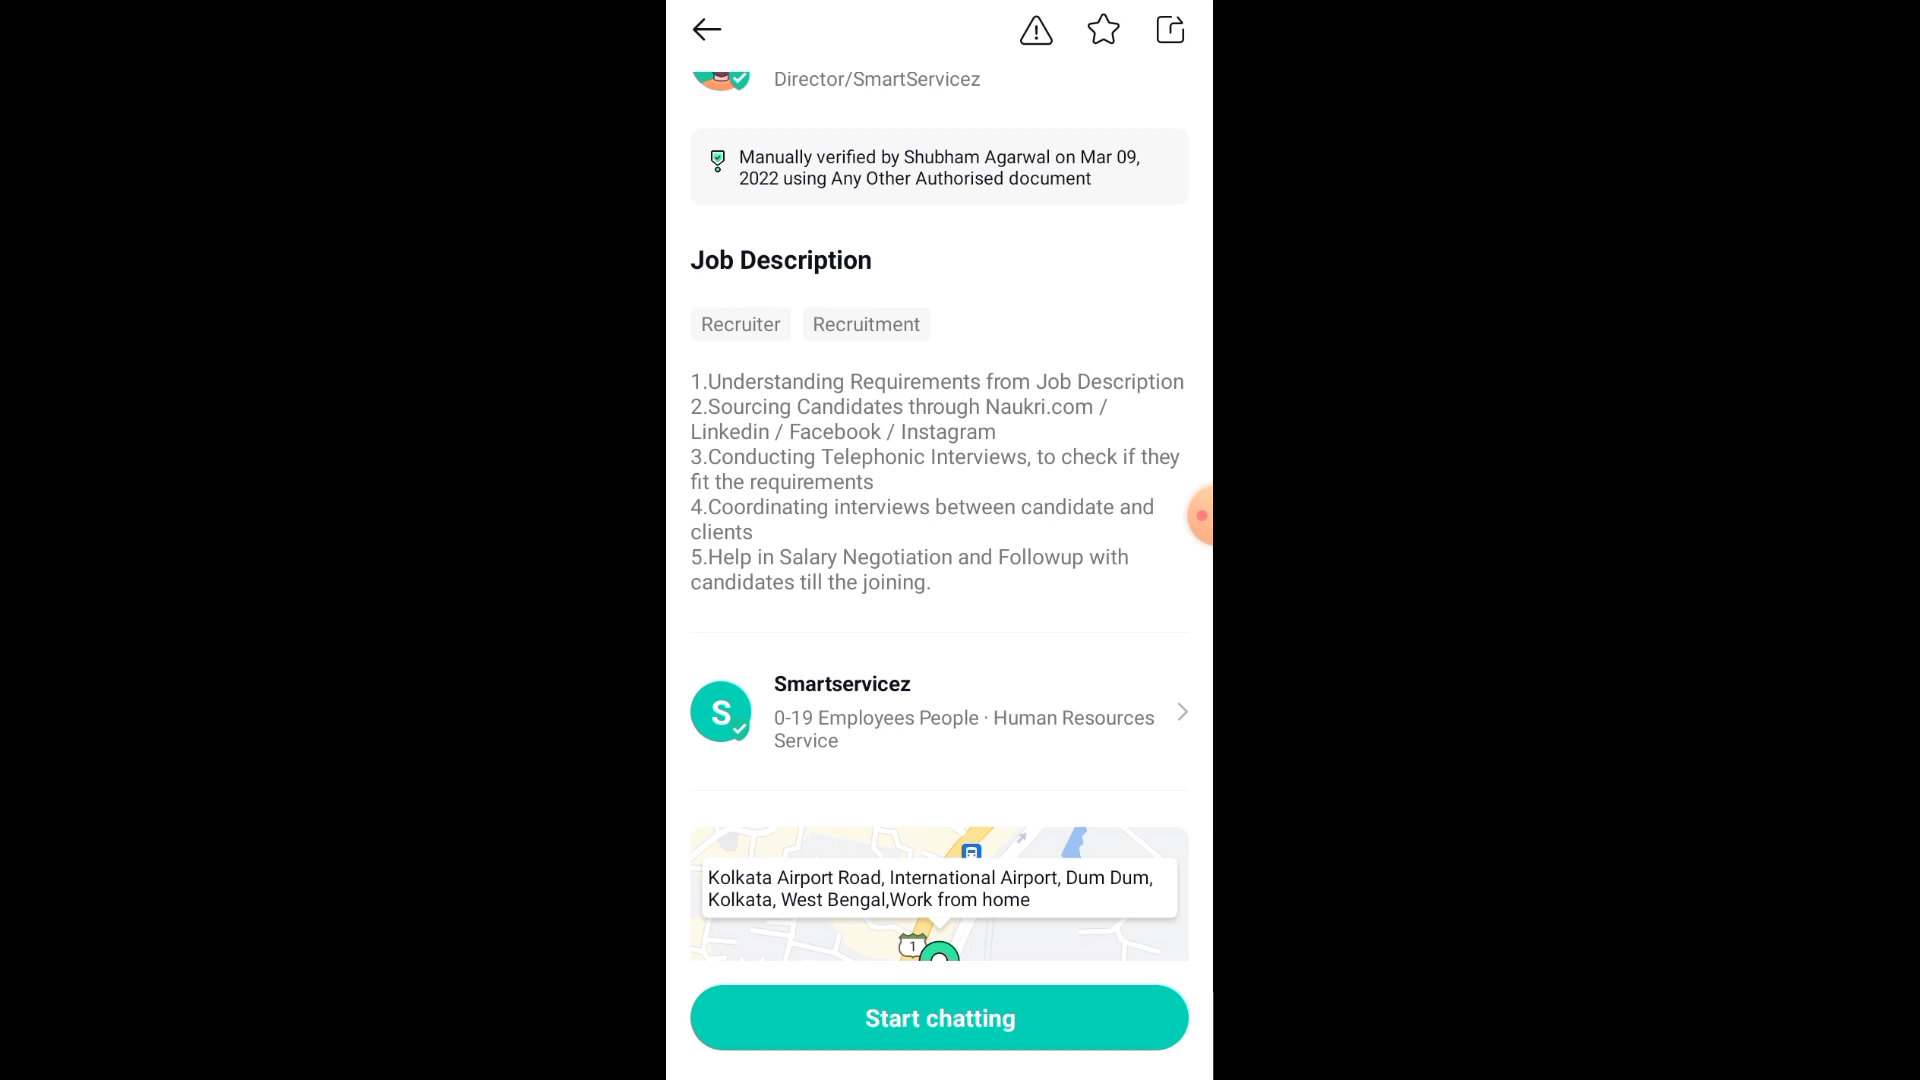 Director/SmartServicez
Manually verified by Shubham Agarwal on Mar 09,
2022 using Any Other Authorised document
Job Description
Recruiter Recruitment
1.Understanding Requirements from Job Description
2.Sourcing Candidates through Naukri.com /
Linkedin / Facebook / Instagram
3.Conducting Telephonic Interviews, to check if they
fit the requirements
4.Coordinating interviews between candidate and
clients
5.Help in Salary Negotiation and Followup with
candidates till the joining.
S
Smartservicez
0-19 Employees People · Human Resources
Service
Kolkata Airport Road, International Airport, Dum Dum,
Kolkata, West Bengal,Work from home
1
Start chatting